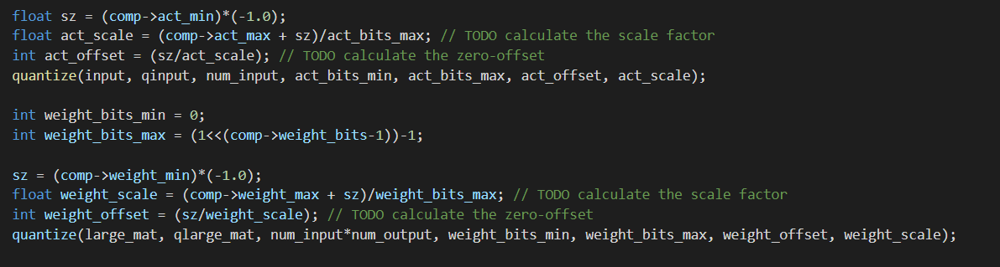 float sz = (comp->act_min)*(-1.0);
float act_scale = (comp->act_max + sz)/act_bits_max; // TODO calculate the scale factor
int act_offset = (sz/act_scale); // TODO calculate the zero-offset
quantize(input, qinput, num_input, act_bits_min, act_bits_max, act_offset, act_scale);
int weight_bits_min = 0;
int weight_bits_max = (1<<(comp->weight_bits-1))-1;
sz = (comp->weight_min)*(-1.0);
float weight_scale = (comp->weight_max + sz)/weight_bits_max; // TODO calculate the scale factor
int weight_offset = (sz/weight_scale); // TODO calculate the zero-offset
quantize(large_mat, qlarge_mat, num_input*num_output, weight_bits_min, weight_bits_max, weight_offset, weight_scale);